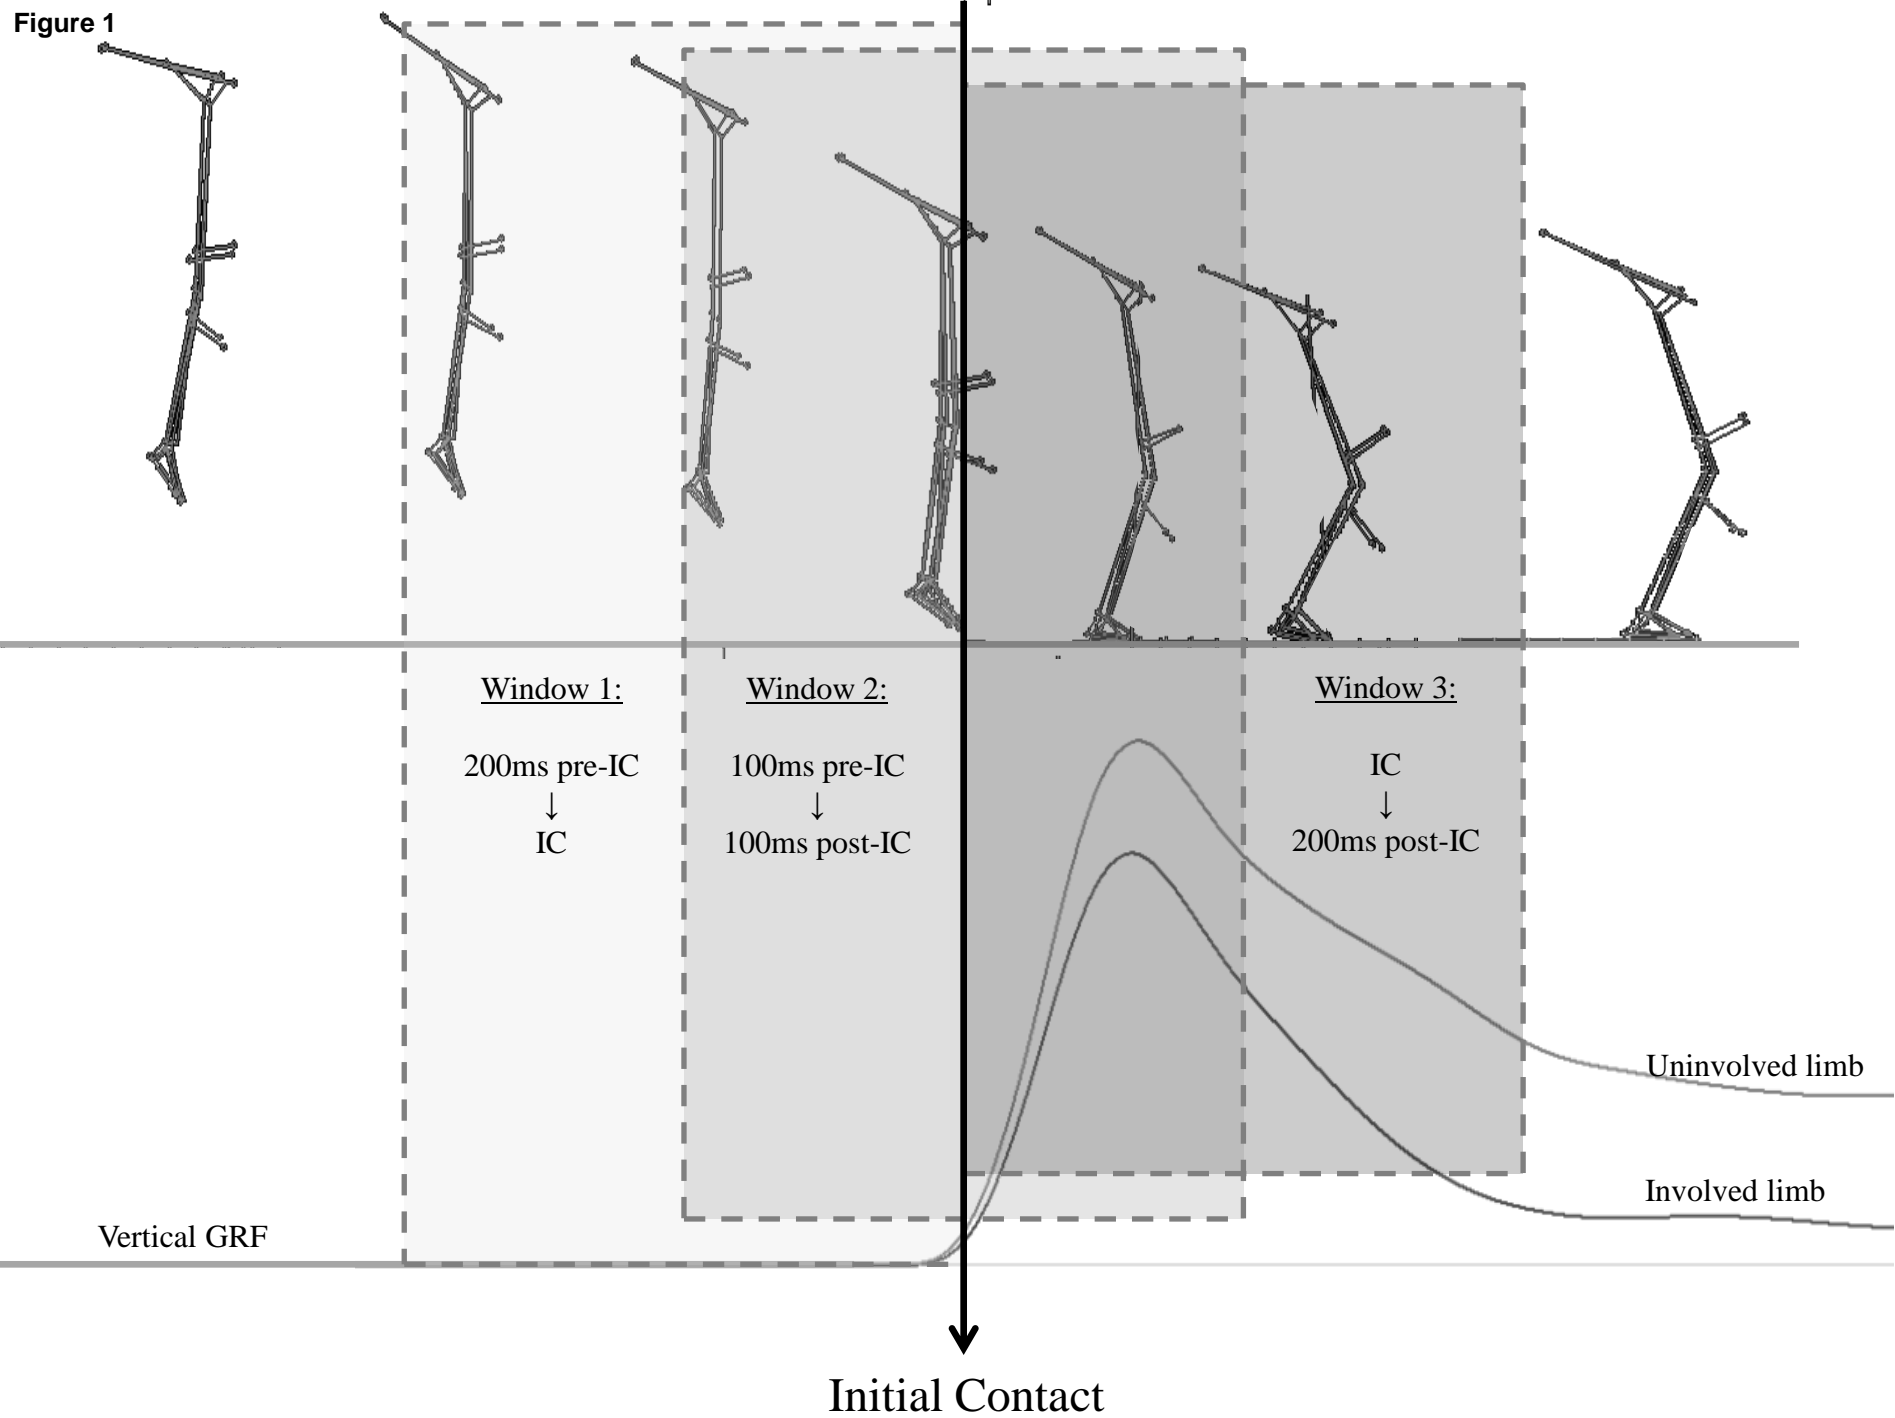 Figure 1
Window 1:
200ms pre-IC
↓
IC
Window 2:
100ms pre-IC
↓
100ms post-IC
Window 3:
IC
↓
200ms post-IC
Uninvolved limb
Involved limb
Vertical GRF
Initial Contact